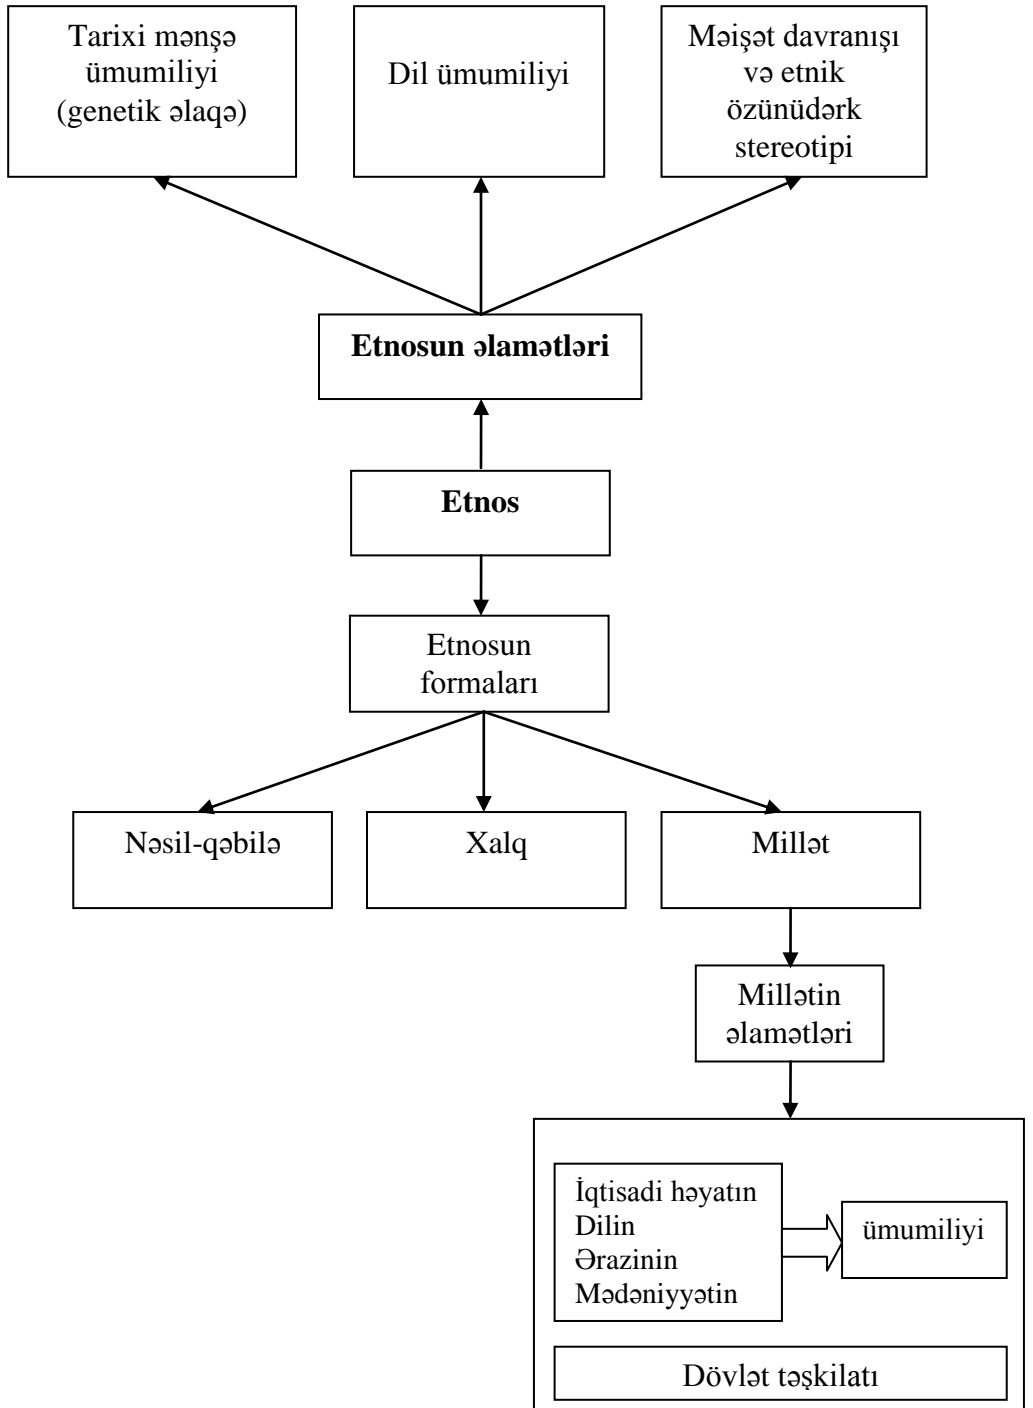 Tarixi mənşə
ümumiliyi
(genetik əlaqə)
Dil ümumiliyi
Məişət davranışı
və etnik
özünüdərk
stereotipi
Etnosun əlamətləri
Etnos
Etnosun
formaları
Nəsil-qəbilə
Xalq
Millət
Millətin
əlamətləri
İqtisadi həyatın
Dilin
Ərazinin
Mədəniyyətin
ümumiliyi
Dövlət təşkilatı